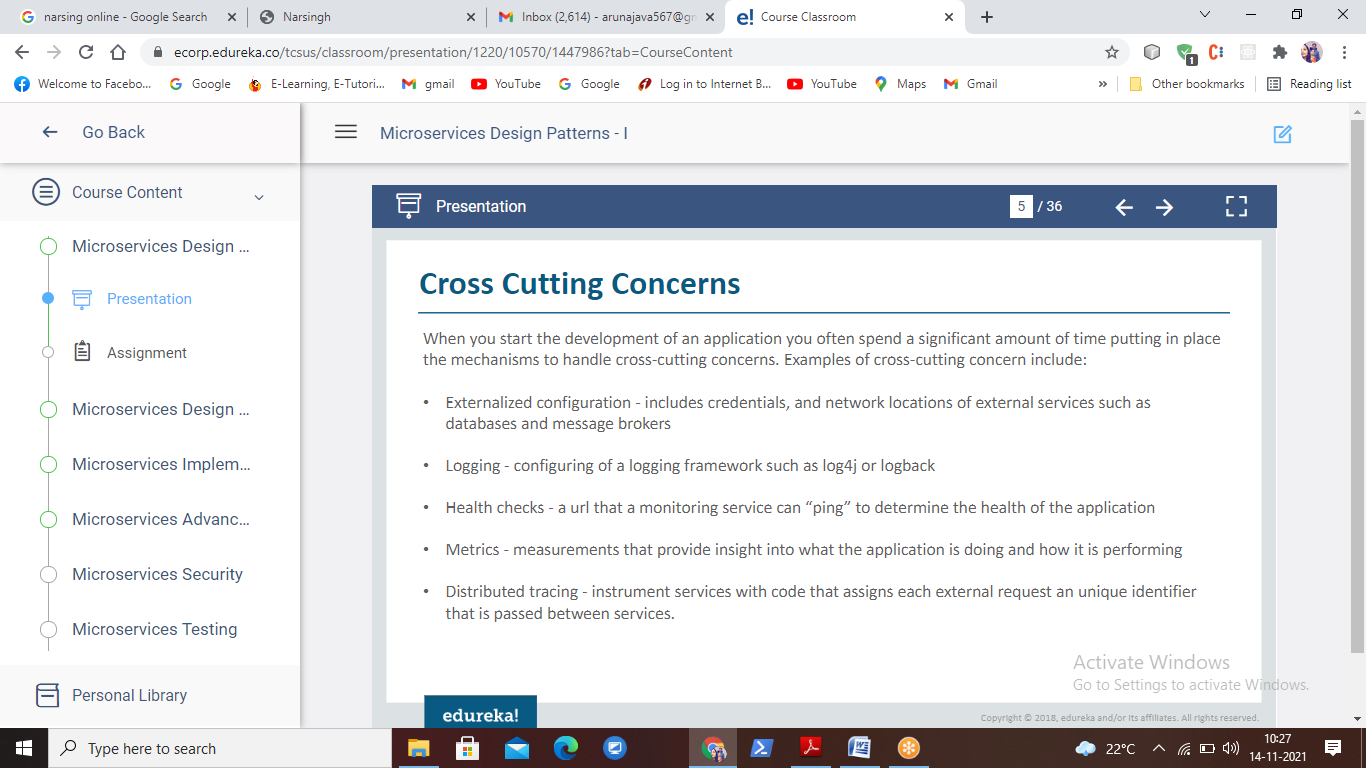 narsing online - Google Search
Narsingh
Inbox (2,614) - arunajava567@gm
Course Classroom
ecorp.edureka.co/tcsus/classroom/presentation/1220/10570/1447986?tab=CourseContent
1
Welcome to Facebo...
Google
E-Learning, E-Tutori...
gmail
YouTube
Google
Log in to Internet B...
YouTube
Maps
Gmail
»
Other bookmarks
Reading list
Go Back
Microservices Design Patterns - I
Course Content
Microservices Design ...
Presentation
Assignment
Microservices Design ...
Microservices Implem...
Microservices Advanc...
Microservices Security
Microservices Testing
Personal Library
Presentation
5 / 36
Cross Cutting Concerns
When you start the development of an application you often spend a significant amount of time putting in place
the mechanisms to handle cross-cutting concerns. Examples of cross-cutting concern include:
• Externalized configuration - includes credentials, and network locations of external services such as
databases and message brokers
• Logging - configuring of a logging framework such as log4j or logback
• Health checks - a url that a monitoring service can “ping” to determine the health of the application
• Metrics - measurements that provide insight into what the application is doing and how it is performing
• Distributed tracing - instrument services with code that assigns each external request an unique identifier
that is passed between services.
Activate Windows
Go to Settings to activate Windows.
edureka!
Copyright © 2018, edureka and/or its affiliates. All rights reserved.
Type here to search
22°C
10:27
14-11-2021